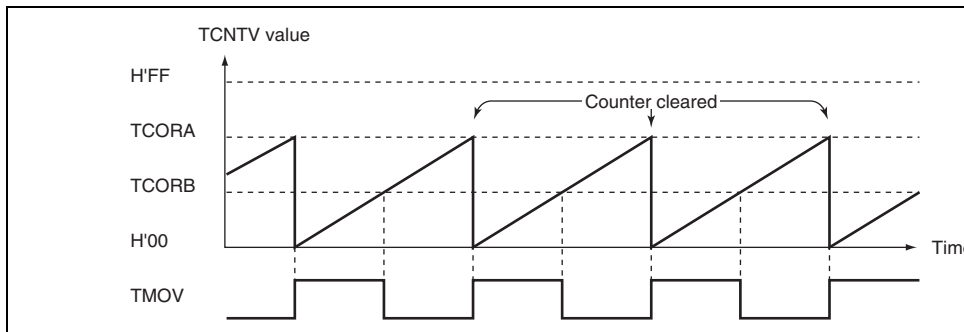 TCNTV value
H'FF
Counter cleared
TCORA
TCORB
H'00
Time
TMOV